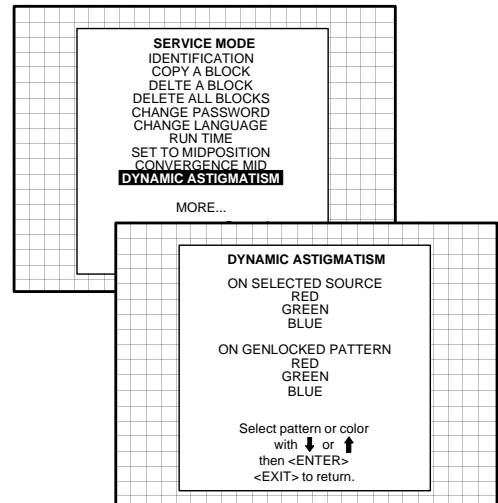 SERVICE MODE
IDENTIFICATION
COPY A BLOCK
DELTE A BLOCK
DELETE ALL BLOCKS
CHANGE PASSWORD
CHANGE LANGUAGE
RUN TIME
SET TO MIDPOSITION
CONVERGENCE MID
DYNAMIC ASTIGMATISM
MORE...
DYNAMIC ASTIGMATISM
ON SELECTED SOURCE
RED
GREEN
BLUE
ON GENLOCKED PATTERN
RED
GREEN
BLUE
Select pattern or color
with or
then <ENTER>
<EXIT> to return.